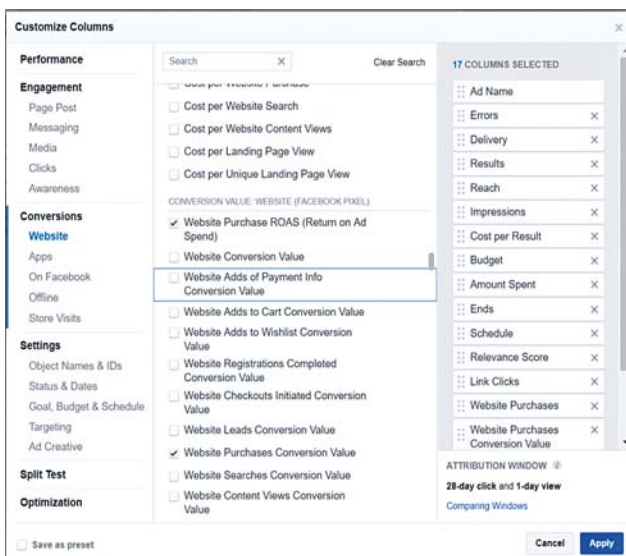 Customize Columns
Performance
Engagement
Page Post
Messaging
Media
Clicks
Awareness
Conversions
Website
Apps
On Facebook
Offline
Store Visits
Settings
Object Names & IDs
Status & Dates
Goal, Budget & Schedule
Targeting
Ad Creative
Split Test
Optimization
Save as preset
Search
Clear Search
Cost per Website Purchase
Cost per Website Search
Cost per Website Content Views
Cost per Landing Page View
Cost per Unique Landing Page View
CONVERSION VALUE: WEBSITE (FACEBOOK PIXEL)
Website Purchase ROAS (Return on Ad
Spend)
Website Conversion Value
Website Adds of Payment Info
Conversion Value
Website Adds to Cart Conversion Value
Website Adds to Wishlist Conversion
Value
Website Registrations Completed
Conversion Value
Website Checkouts Initiated Conversion
Value
Website Leads Conversion Value
Website Purchases Conversion Value
Website Searches Conversion Value
Website Content Views Conversion
Value
17 COLUMNS SELECTED
Ad Name
Errors
Delivery
Results
Reach
Impressions
Cost per Result
Budget
Amount Spent
Ends
Schedule
Relevance Score
Link Clicks
Website Purchases
Website Purchases
Conversion Value
ATTRIBUTION WINDOW
28-day click and 1-day view
Comparing Windows
Cancel
Apply